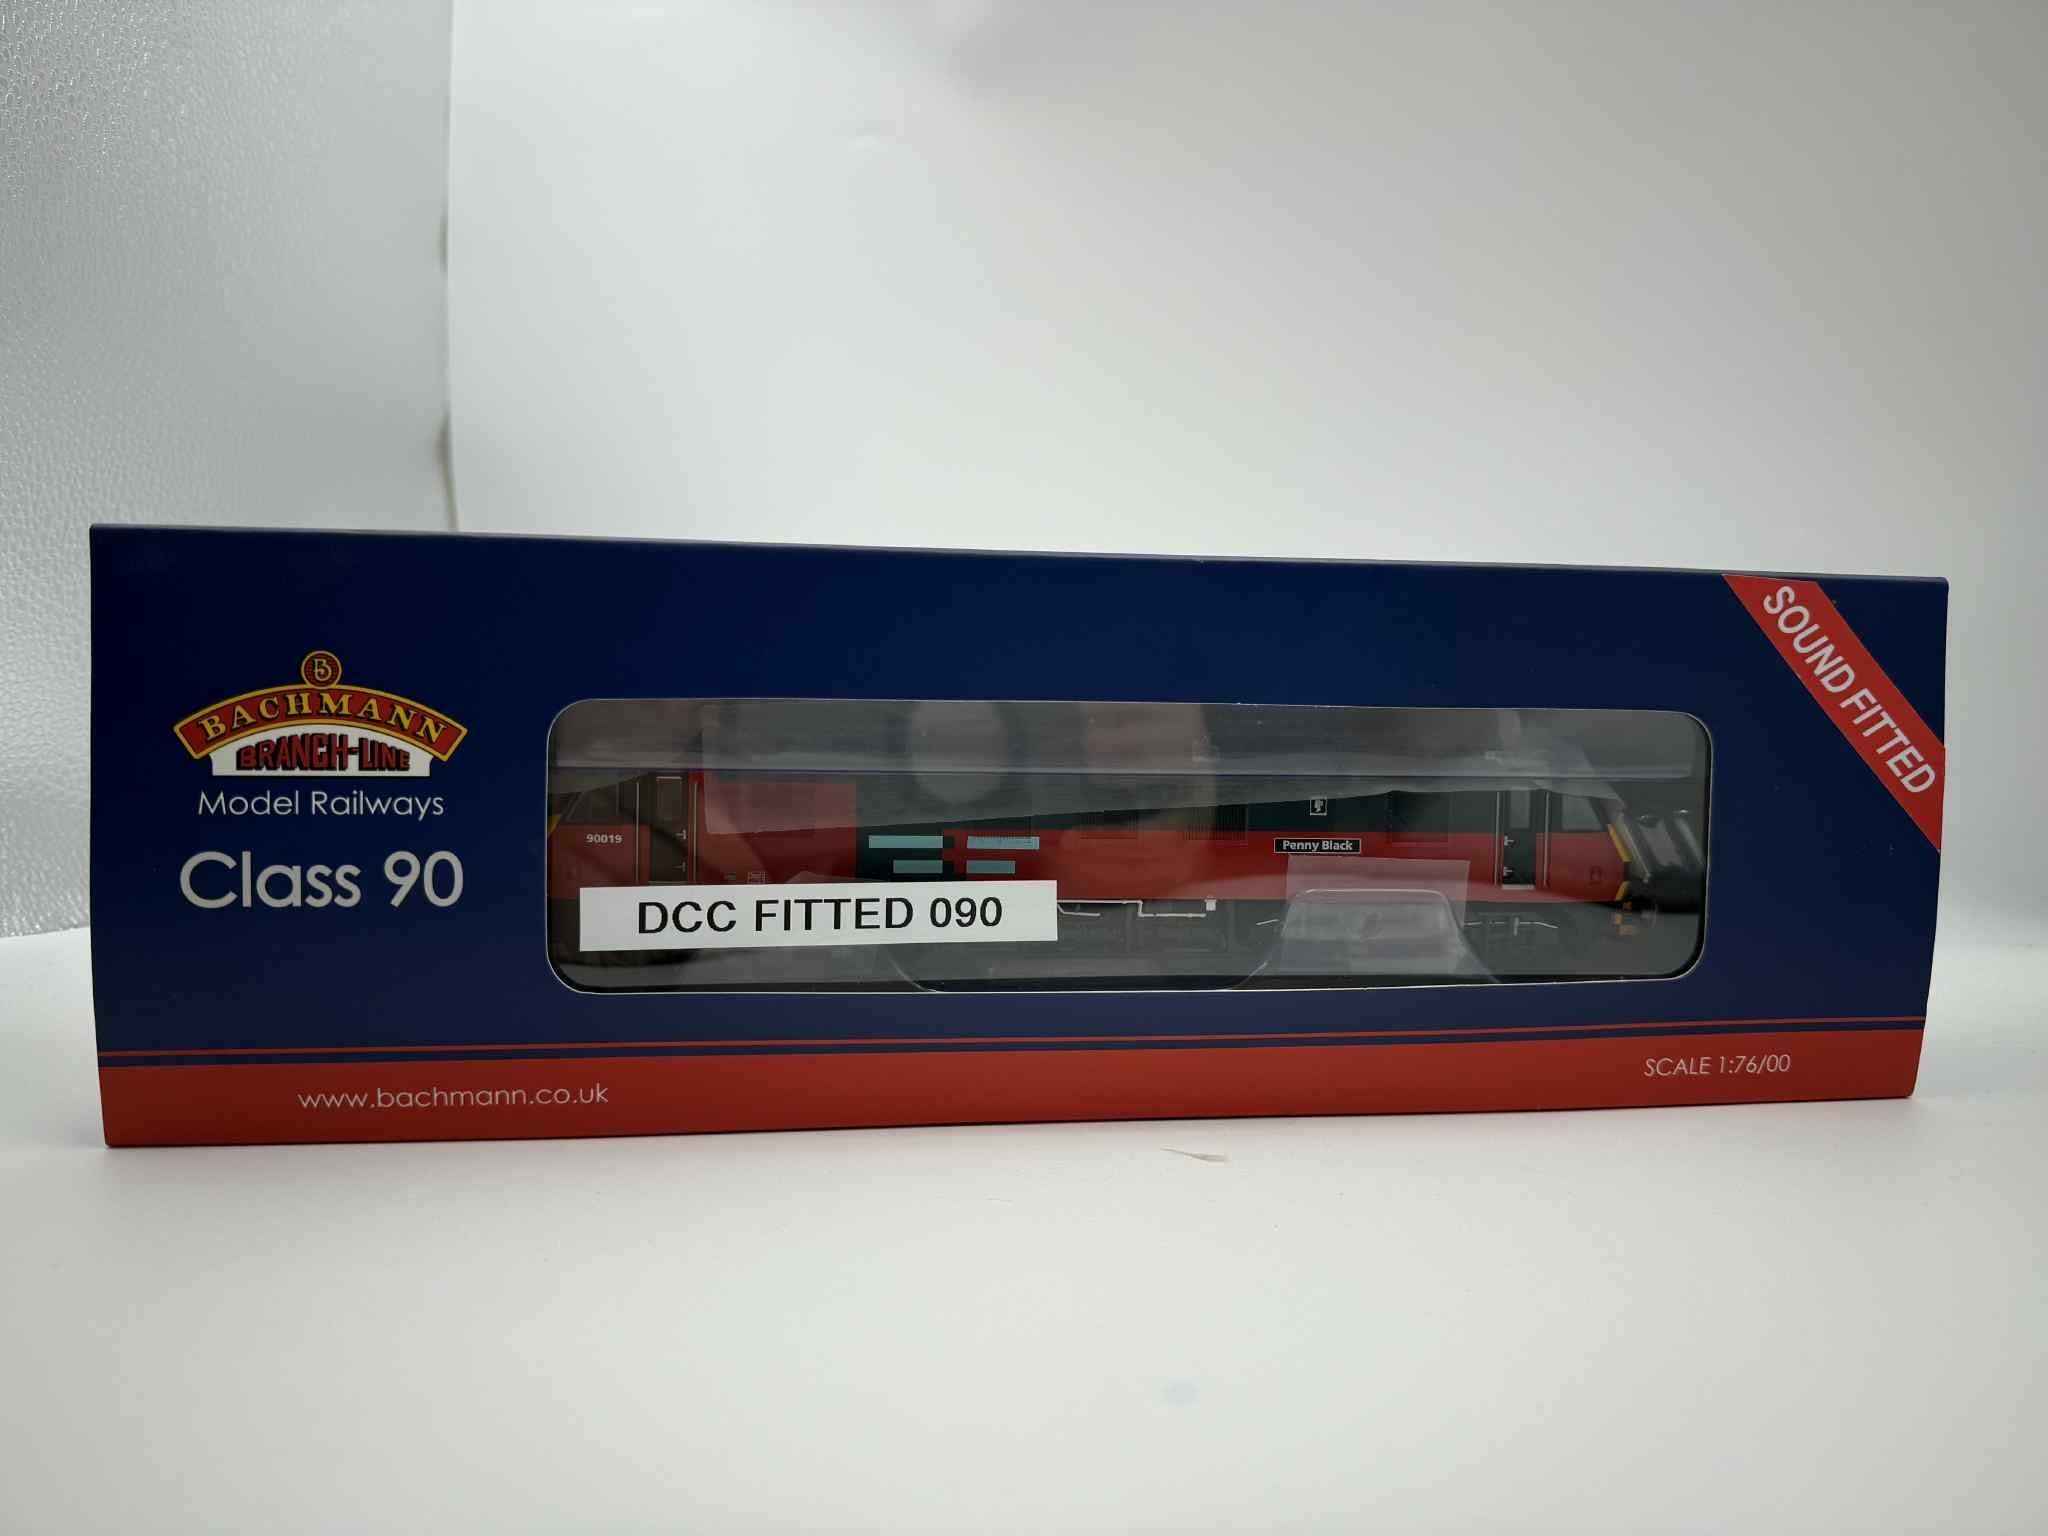 SOUND FITTED
B
BACHMANN
BRANCH-LINE
Model Railways
Class 90
90019
Penny Black
DCC FITTED 090
SCALE 1:76/00
www.bachmann.co.uk